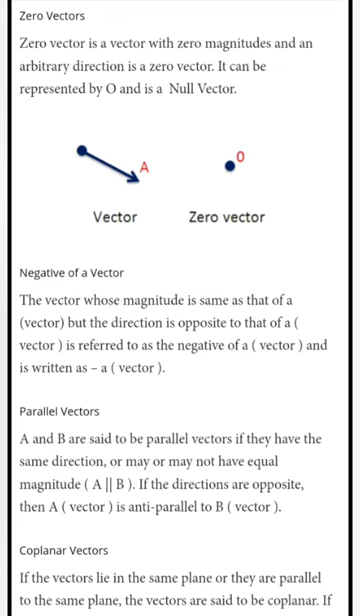 Zero Vectors
Zero vector is a vector with zero magnitudes and an
arbitrary direction is a zero vector. It can be
represented by O and is a Null Vector.
A
0
Vector
Zero vector
Negative of a Vector
The vector whose magnitude is same as that of a
(vector) but the direction is opposite to that of a (
vector ) is referred to as the negative of a ( vector ) and
is written as – a ( vector ).
Parallel Vectors
A and B are said to be parallel vectors if they have the
same direction, or may or may not have equal
magnitude ( A || B ). If the directions are opposite,
then A ( vector ) is anti-parallel to B ( vector ).
Coplanar Vectors
If the vectors lie in the same plane or they are parallel
to the same plane, the vectors are said to be coplanar. If